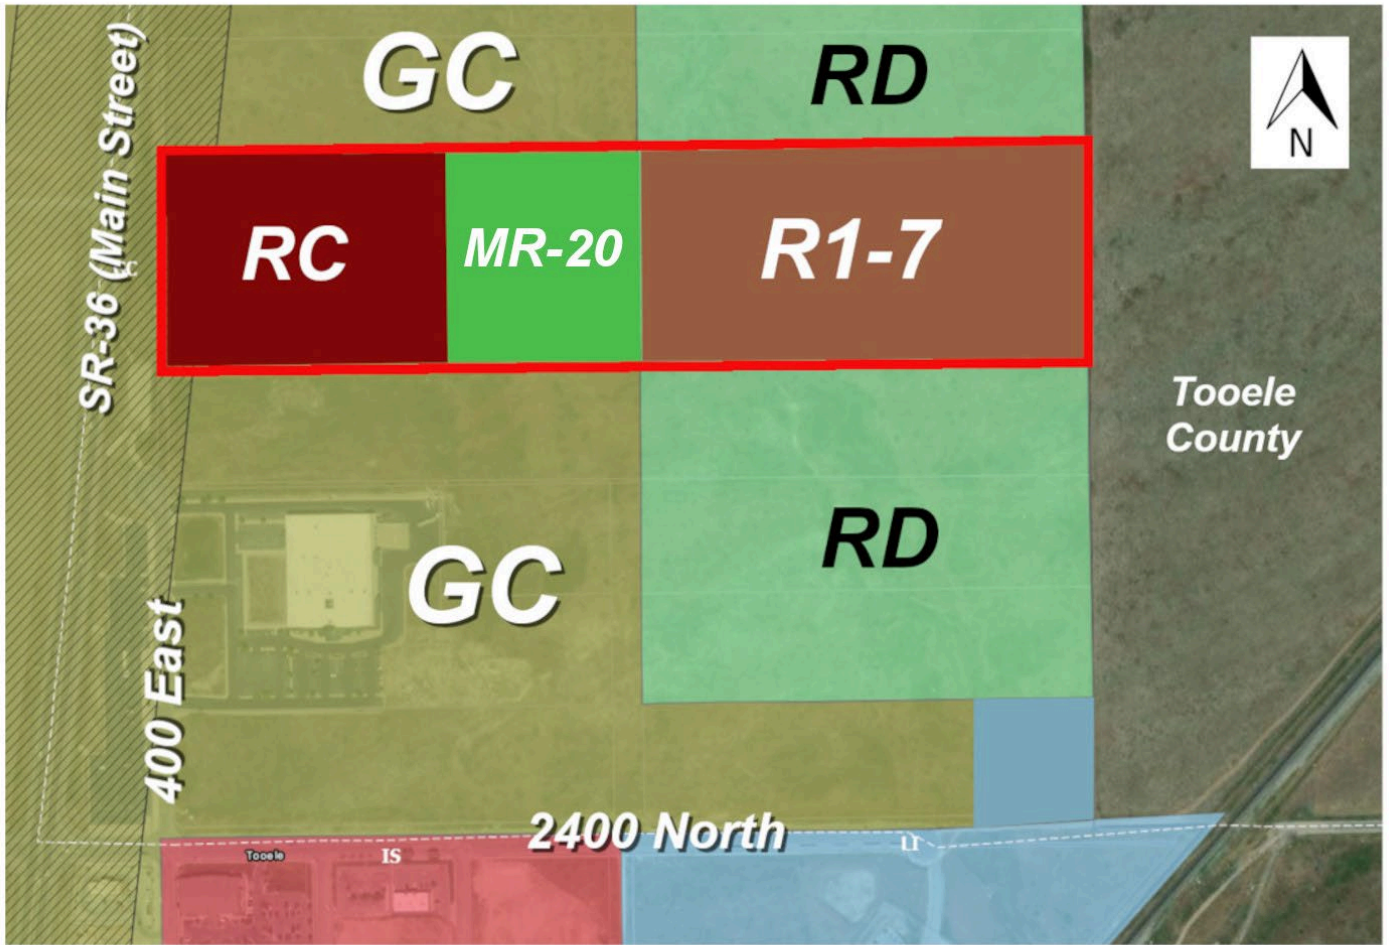 GC
RD
N
SR-36 (Main Street)
RC
MR-20
R1-7
Tooele
County
RD
GC
400 East
2400 North
Tooele
IS
LI